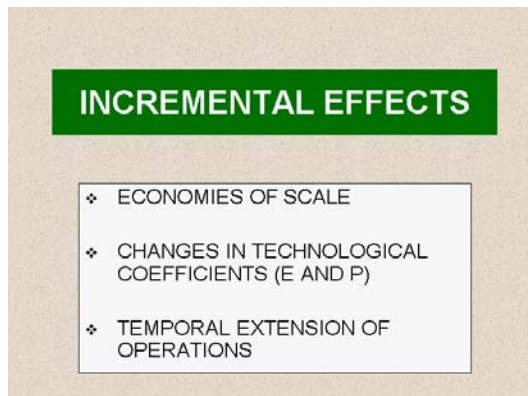 INCREMENTAL EFFECTS
❖ ECONOMIES OF SCALE
❖ CHANGES IN TECHNOLOGICAL
COEFFICIENTS (E AND P)
❖ TEMPORAL EXTENSION OF
OPERATIONS